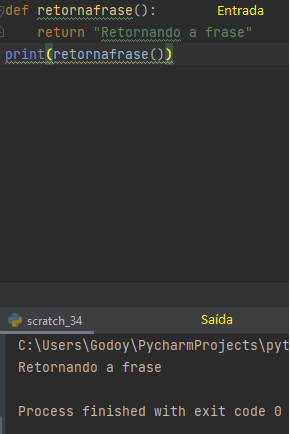 def retornafrase(): Entrada
return "Retornando a frase"
print(retornafrase())
scratch_34 Saída
C:\Users\Godoy\PycharmProjects\pyt
Retornando a frase
Process finished with exit code 0